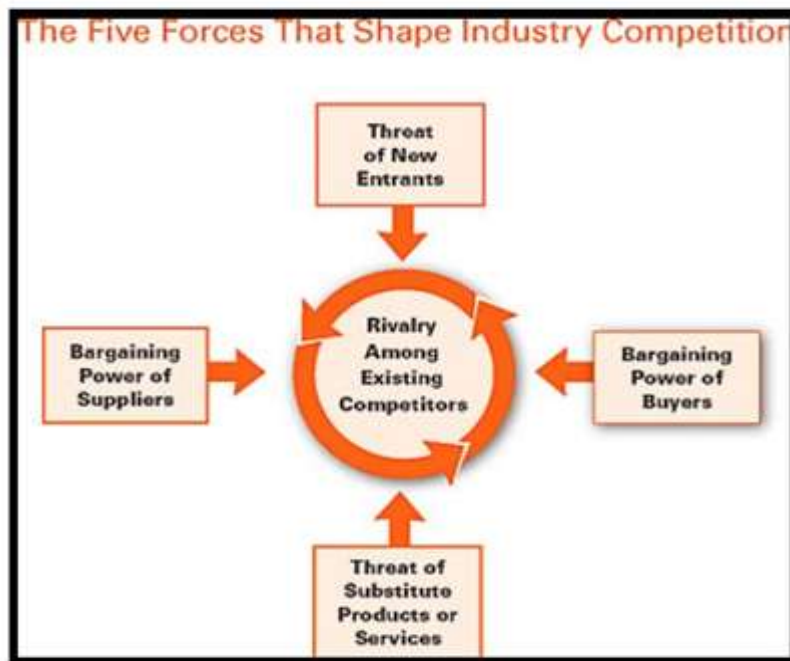 The Five Forces That Shape Industry Competition
Threat
of New
Entrants
Bargaining
Power of
Suppliers
Rivalry
Among
Existing
Competitors
Bargaining
Power of
Buyers
Threat of
Substitute
Products or
Services